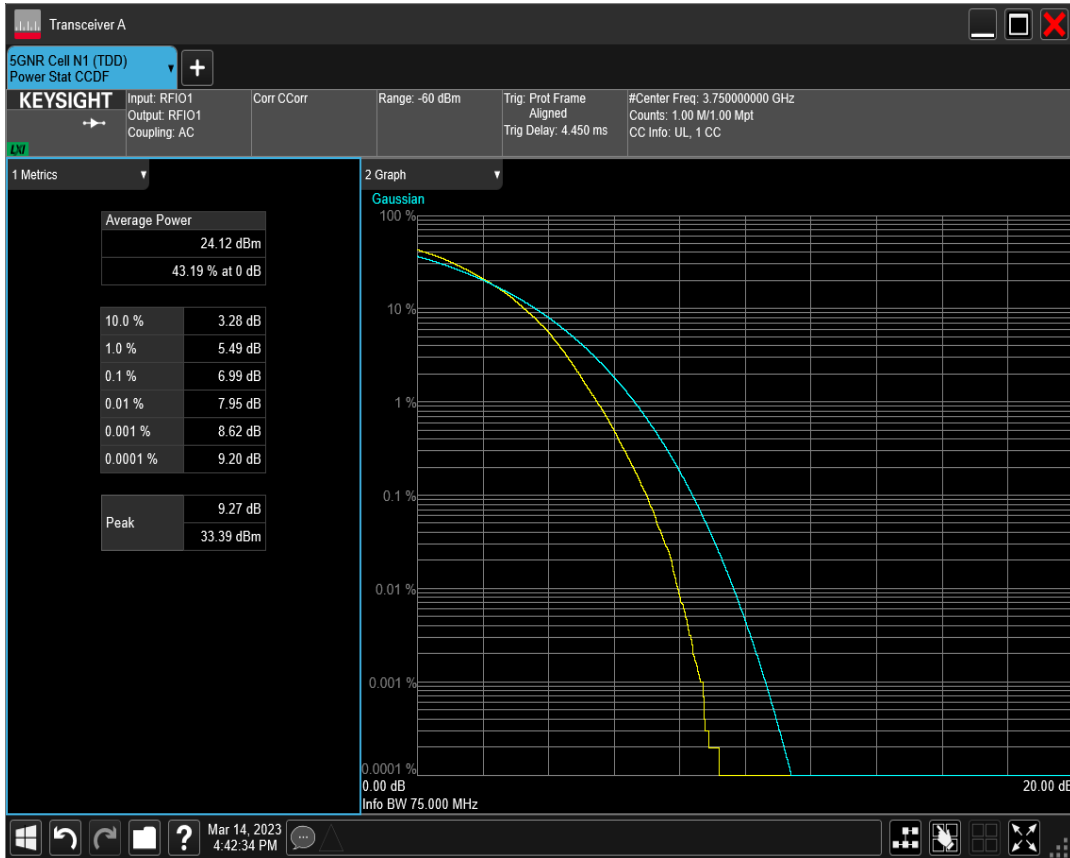 Transceiver A
5GNR Cell N1 (TDD)
Power Stat CCDF
+
KEYSIGHT
LXI
Input: RFIO1
Output: RFIO1
Coupling: AC
Corr CCorr
Range: -60 dBm
Trig: Prot Frame
Aligned
Trig Delay: 4.450 ms
#Center Freq: 3.750000000 GHz
Counts: 1.00 M/1.00 Mpt
CC Info: UL, 1 CC
1 Metrics
Average Power
24.12 dBm
43.19 % at 0 dB
10.0 % 3.28 dB
1.0 % 5.49 dB
0.1 % 6.99 dB
0.01 % 7.95 dB
0.001 % 8.62 dB
0.0001 % 9.20 dB
Peak
9.27 dB
33.39 dBm
2 Graph
Gaussian
100 %
10 %
1 %
0.1 %
0.01 %
0.001 %
0.0001 %
0.00 dB 20.00 dB
Info BW 75.000 MHz
?
Mar 14, 2023
4:42:34 PM